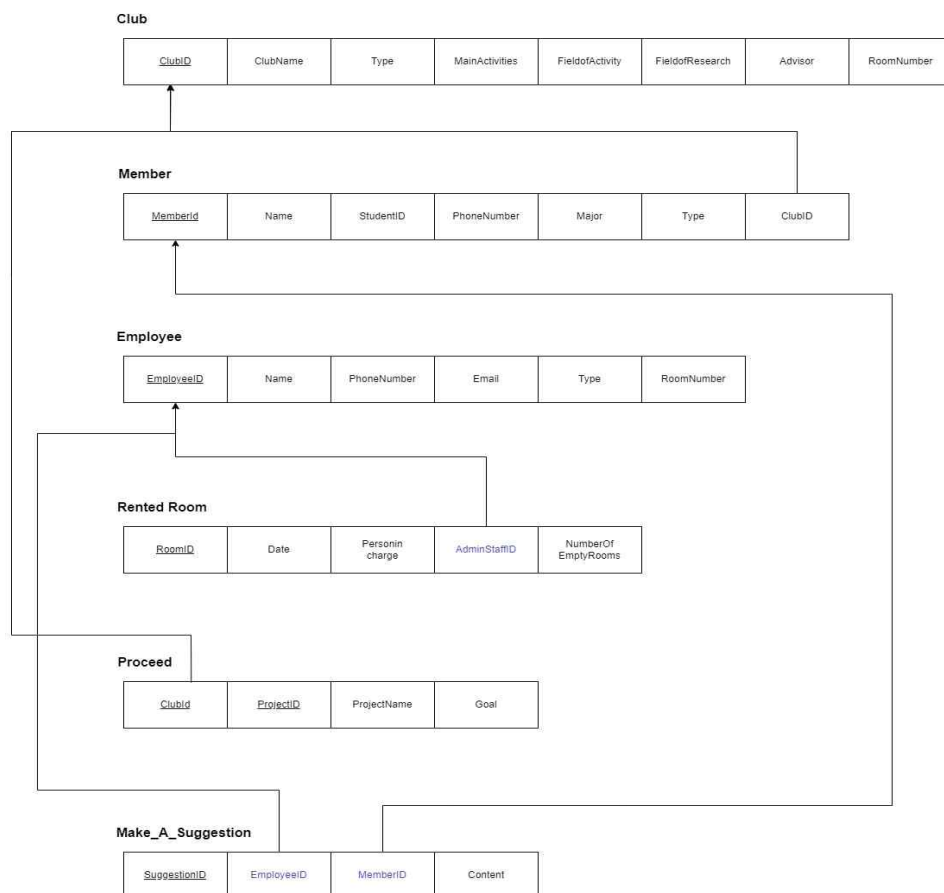 Club
ClubID ClubName Type MainActivities FieldofActivity FieldofResearch Advisor RoomNumber
Member
MemberId Name StudentID PhoneNumber Major Type ClubID
Employee
EmployeeID Name PhoneNumber Email Type RoomNumber
Rented Room
RoomID Date Personin charge AdminStaffID NumberOf EmptyRooms
Proceed
ClubId ProjectID ProjectName Goal
Make_A_Suggestion
SuggestionID EmployeeID MemberID Content